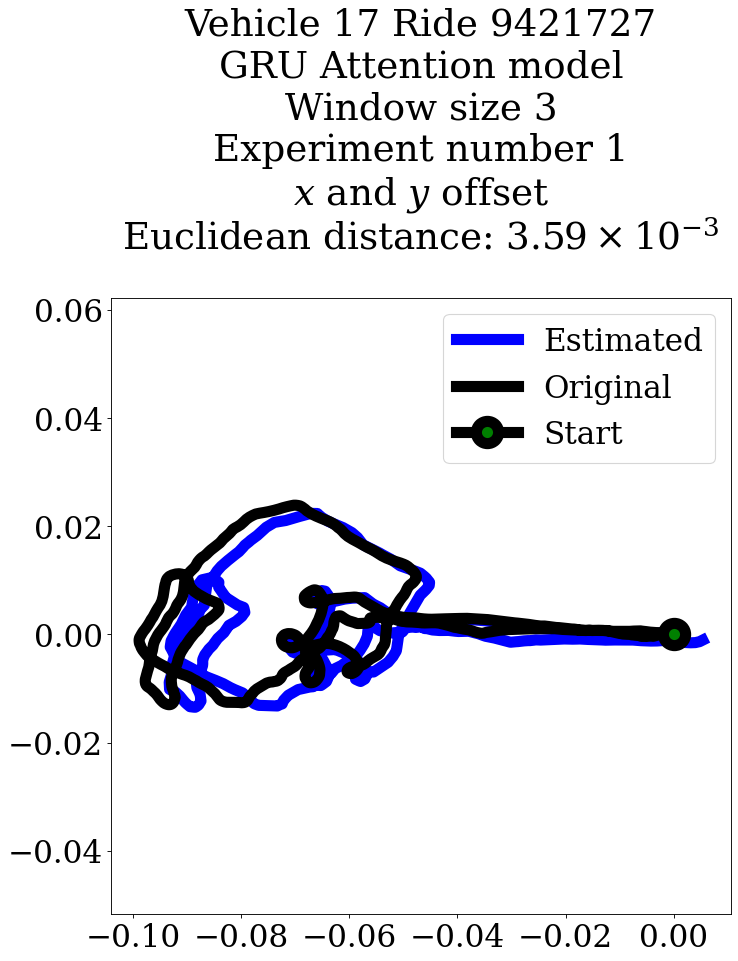 Vehicle 17 Ride 9421727
GRU Attention model
Window size 3
Experiment number 1
x and y offset
Euclidean distance: 3.59 × 10⁻³
Estimated
Original
Start
0.06
0.04
0.02
0.00
−0.02
−0.04
−0.10 −0.08 −0.06 −0.04 −0.02 0.00